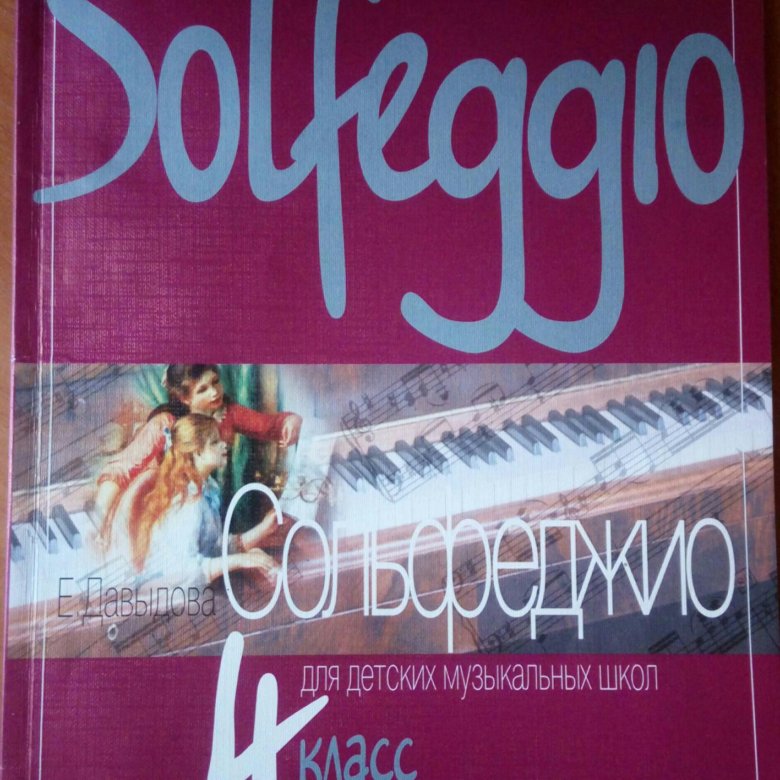 Solfeggio
Е.Давыдова
Сольфеджио
для детских музыкальных школ
4 класс